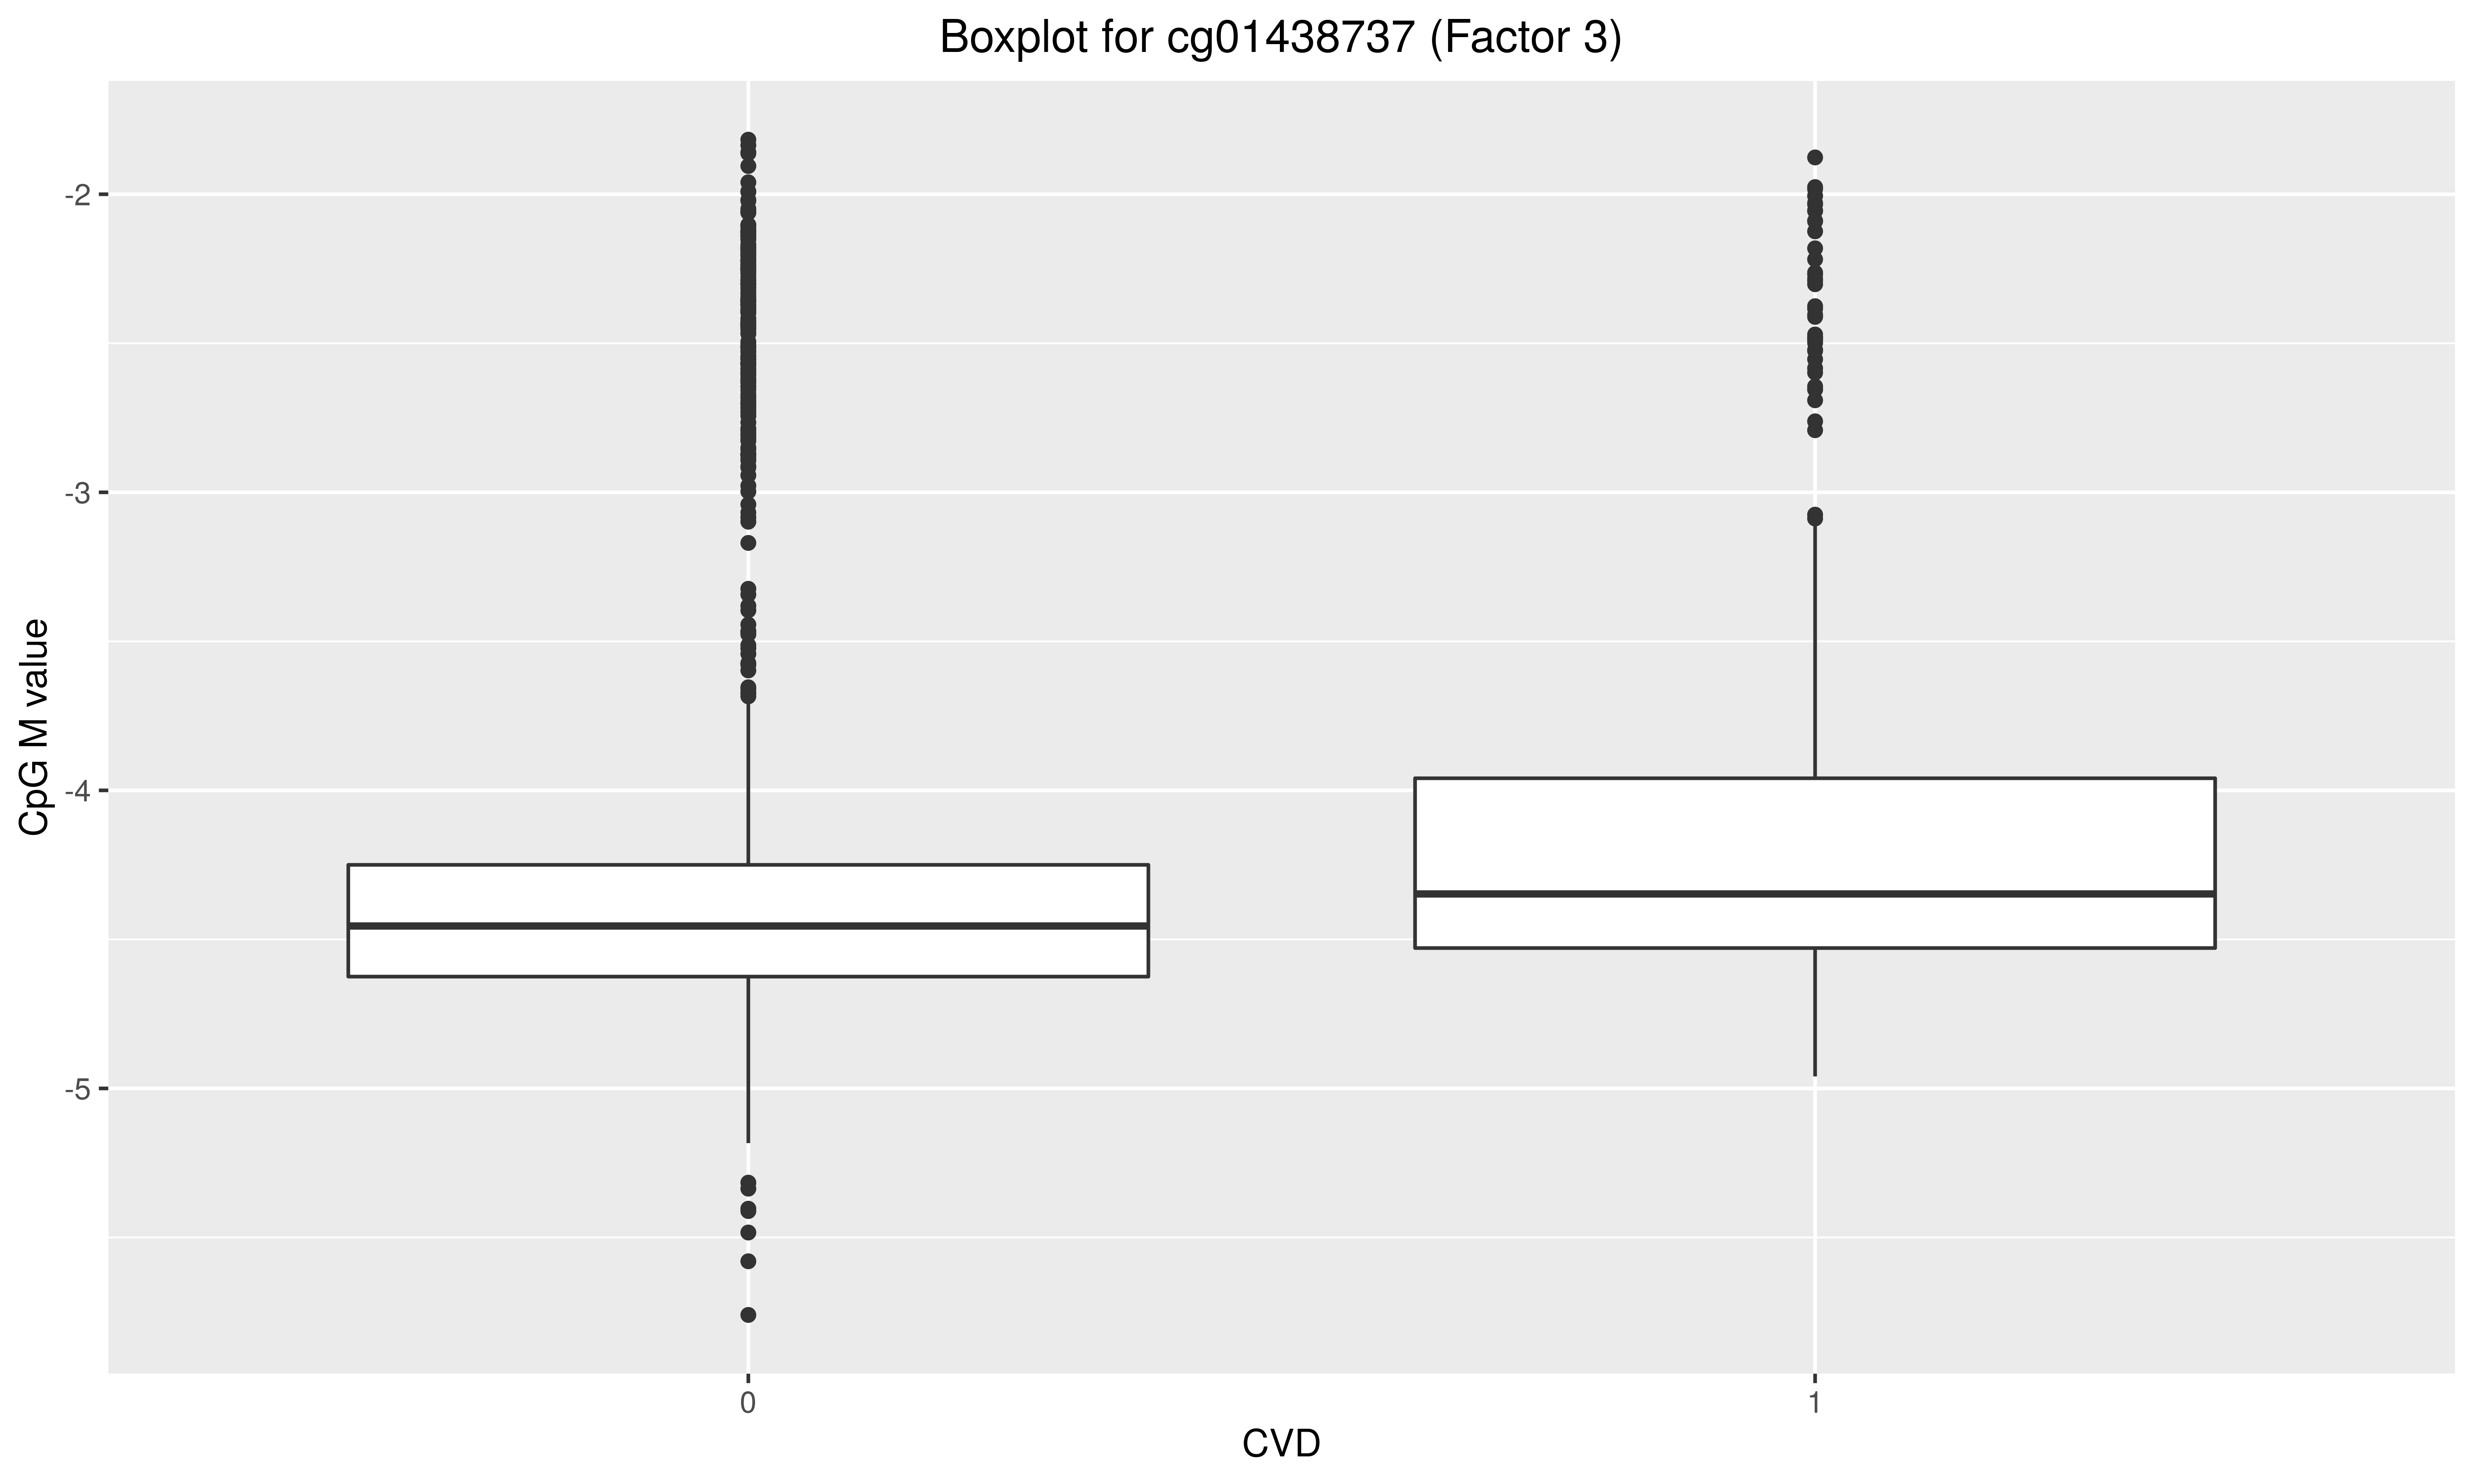 Boxplot for cg01438737 (Factor 3)
CpG M value
-2
-3
-4
-5
0 1
CVD